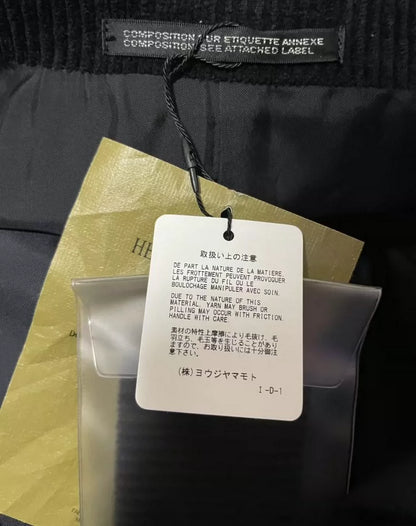 COMPOSITION SUR ETIQUETTE ANNEXE
COMPOSITION SEE ATTACHED LABEL
取扱い上の注意
DE PART LA NATURE DE LA MATIÈRE
LES FROTTEMENT PEUVENT PROVOQUER
LA RUPTURE DU FIL OU LE
BOULOCHAGE MANIPULER AVEC SOIN.
DUE TO THE NATURE OF THIS
MATERIAL. YARN MAY BRUSH OR
PILLING MAY OCCUR WITH FRICTION.
HANDLE WITH CARE
素材の特性上摩擦により毛抜け、毛
羽立ち、毛玉等を生じることがあり
ますので、お取り扱いには十分御注
意下さい。
(株)ヨウジヤマモト
I-D-1
HE